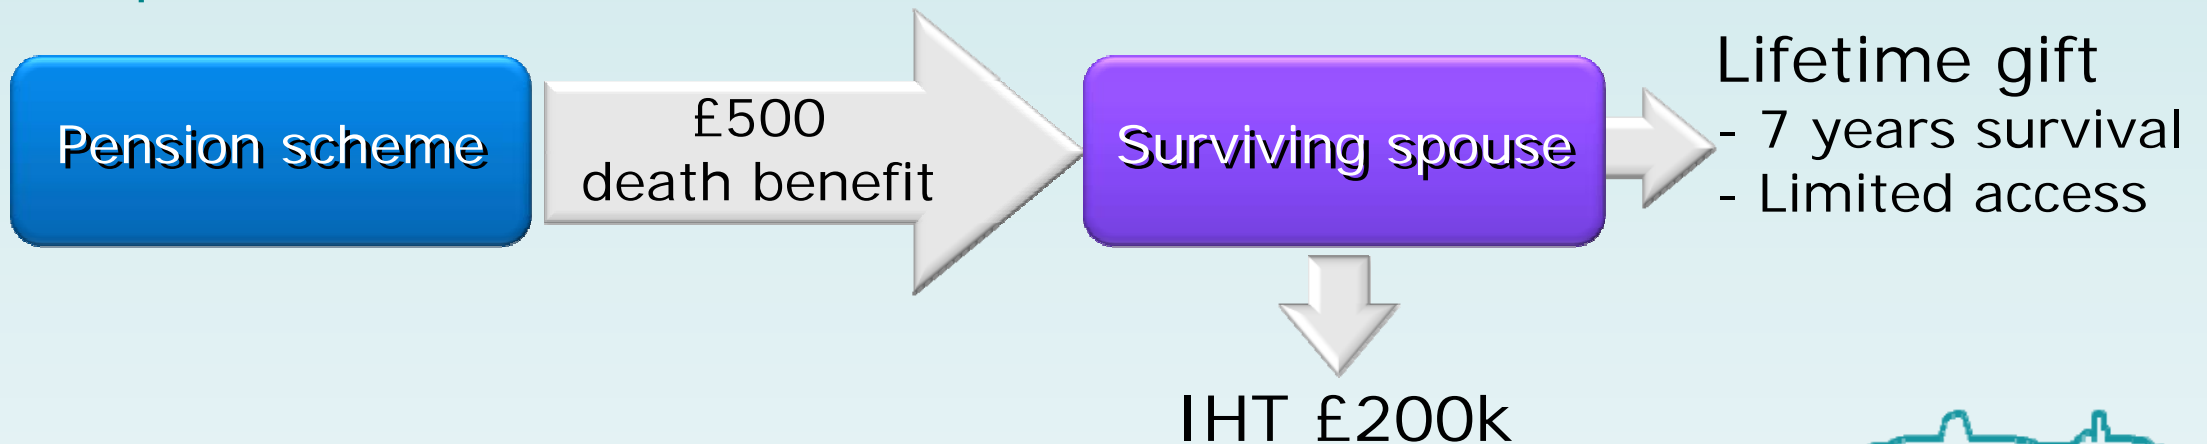 Pension scheme
£500
death benefit
Surviving spouse
Lifetime gift
- 7 years survival
- Limited access
IHT £200k